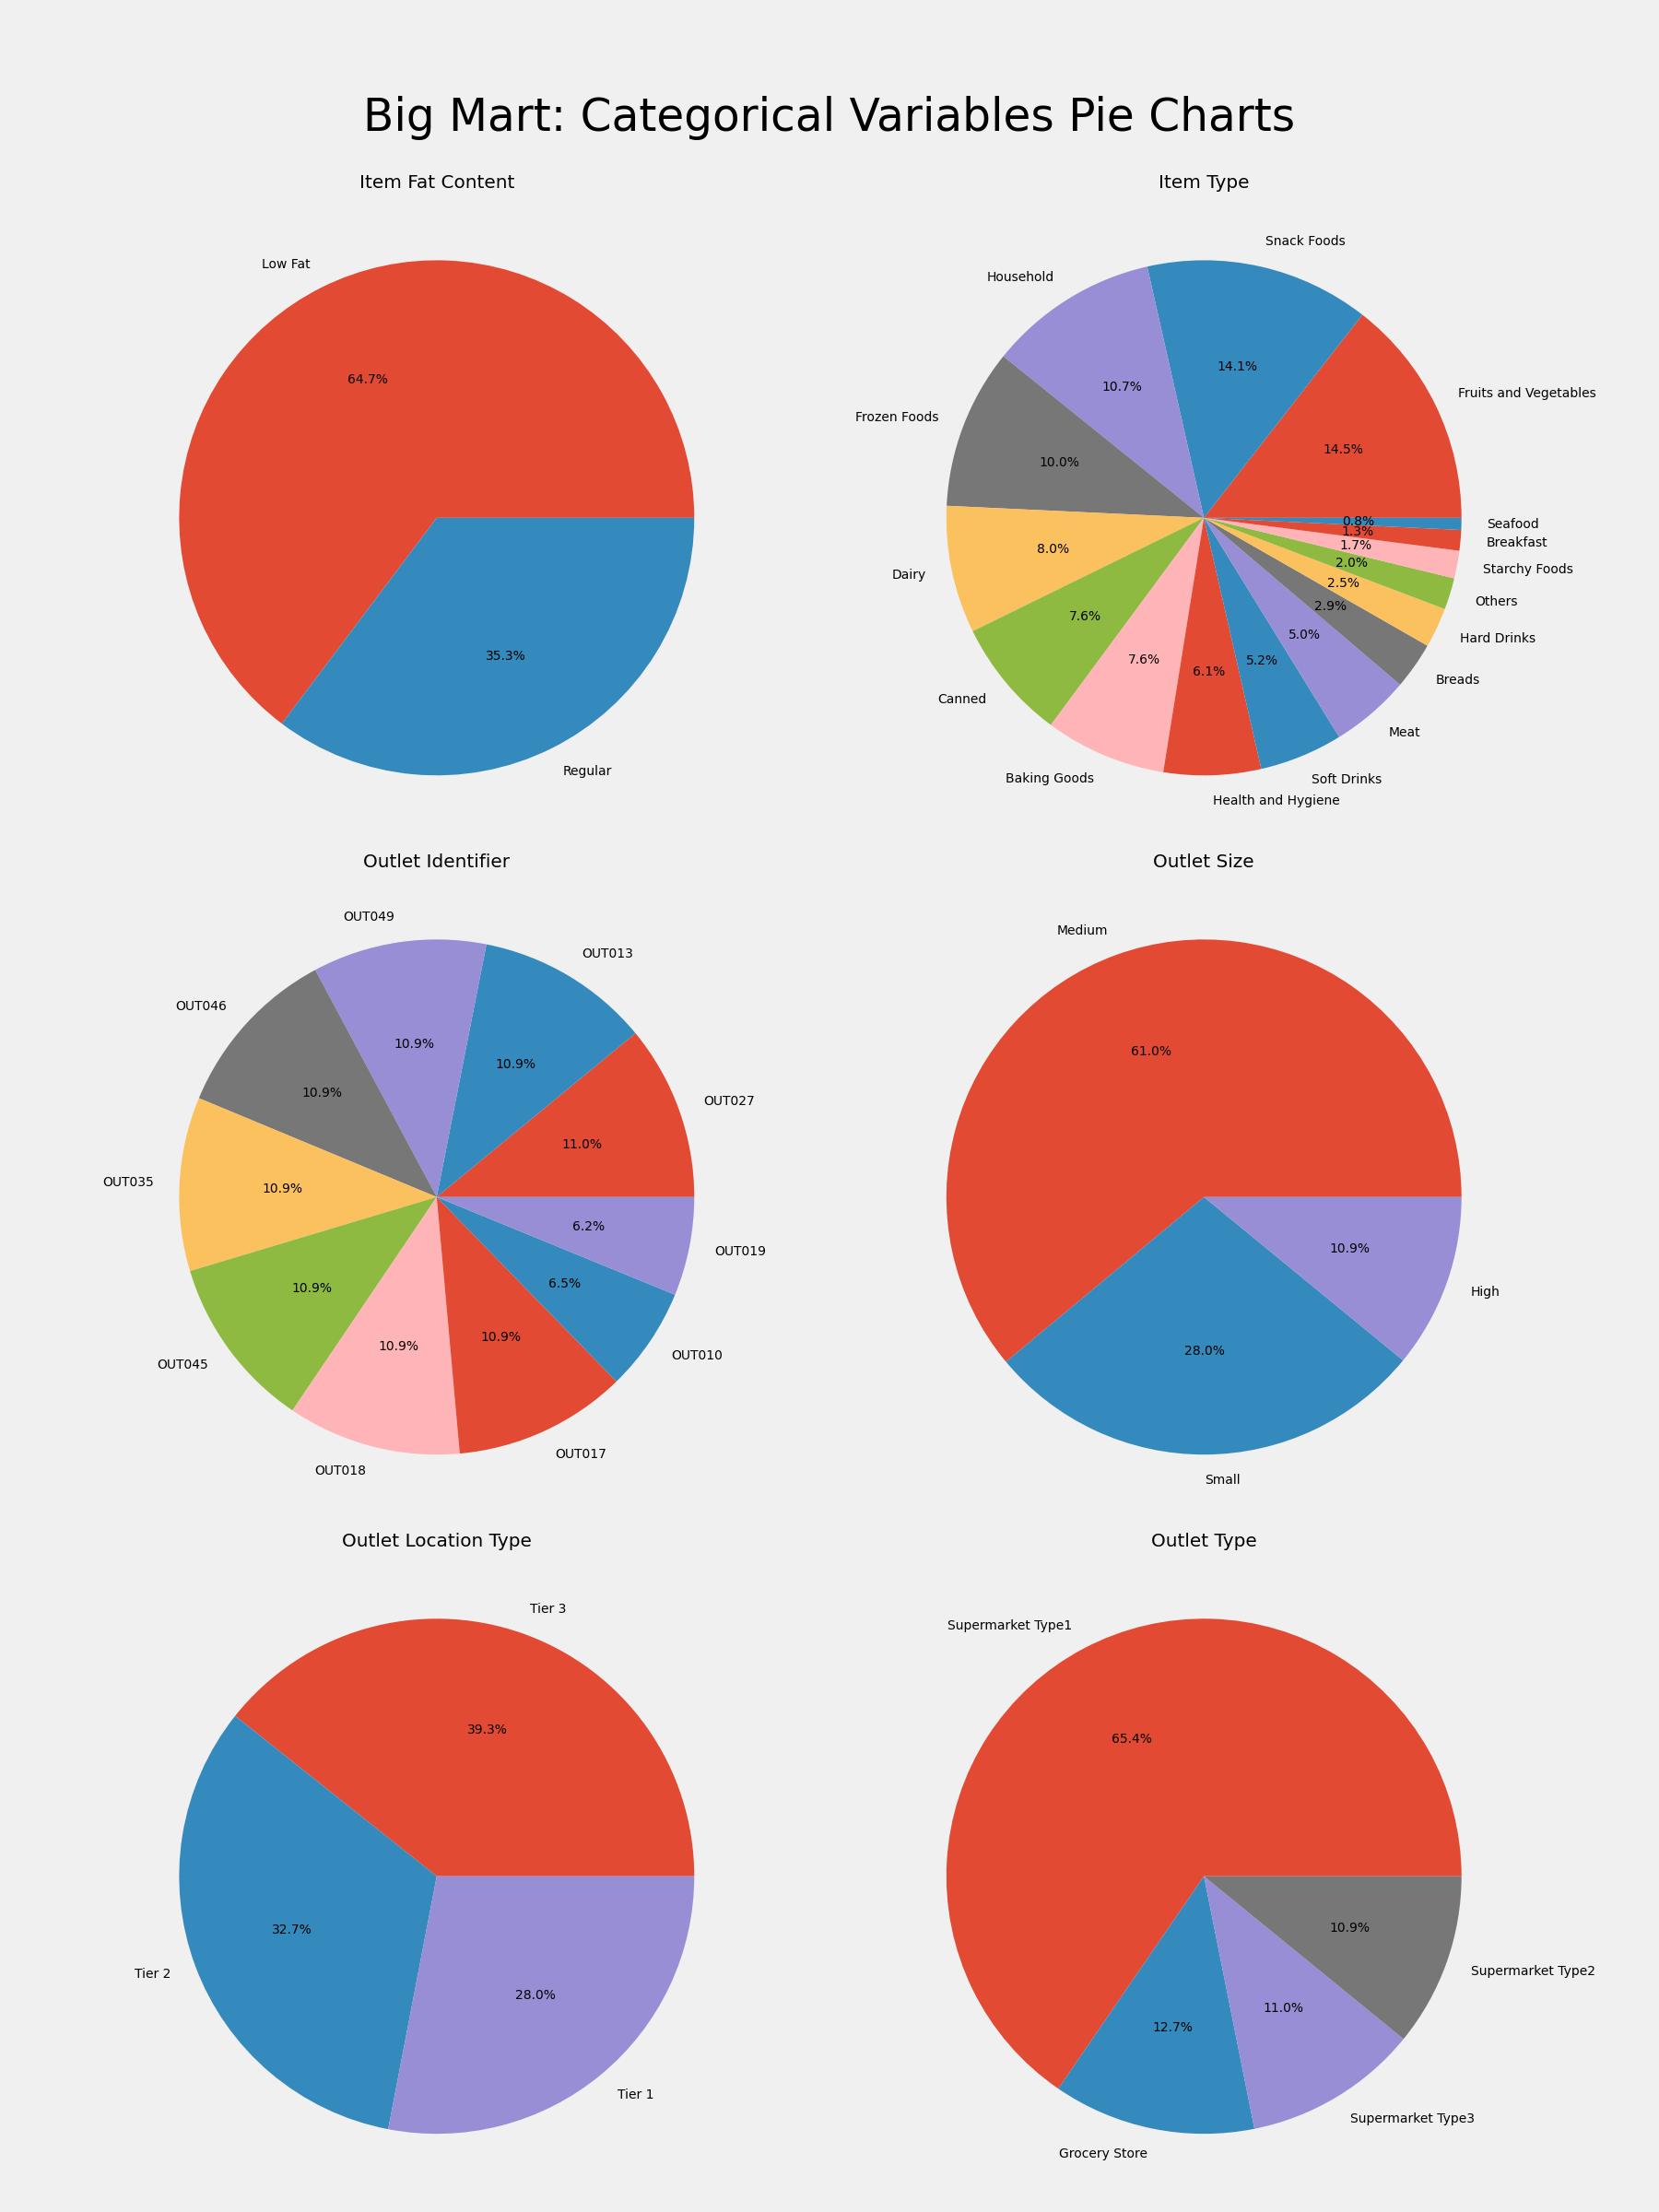 Big Mart: Categorical Variables Pie Charts
Item Fat Content
Low Fat
64.7%
35.3%
Regular
Item Type
Snack Foods
Household
14.1%
10.7%
Fruits and Vegetables
Frozen Foods
14.5%
10.0%
0.8%
Seafood
1.3%
Breakfast
1.7%
8.0%
2.0%
Starchy Foods
Dairy
2.5%
Others
2.9%
7.6%
5.0%
Hard Drinks
7.6%
5.2%
6.1%
Breads
Canned
Meat
Baking Goods
Soft Drinks
Health and Hygiene
Outlet Identifier
OUT049
OUT013
OUT046
10.9%
10.9%
10.9%
OUT027
11.0%
OUT035
10.9%
6.2%
OUT019
6.5%
10.9%
10.9%
10.9%
OUT010
OUT045
OUT017
OUT018
Outlet Size
Medium
61.0%
10.9%
High
28.0%
Small
Outlet Location Type
Tier 3
39.3%
32.7%
Tier 2
28.0%
Tier 1
Outlet Type
Supermarket Type1
65.4%
10.9%
Supermarket Type2
11.0%
12.7%
Supermarket Type3
Grocery Store